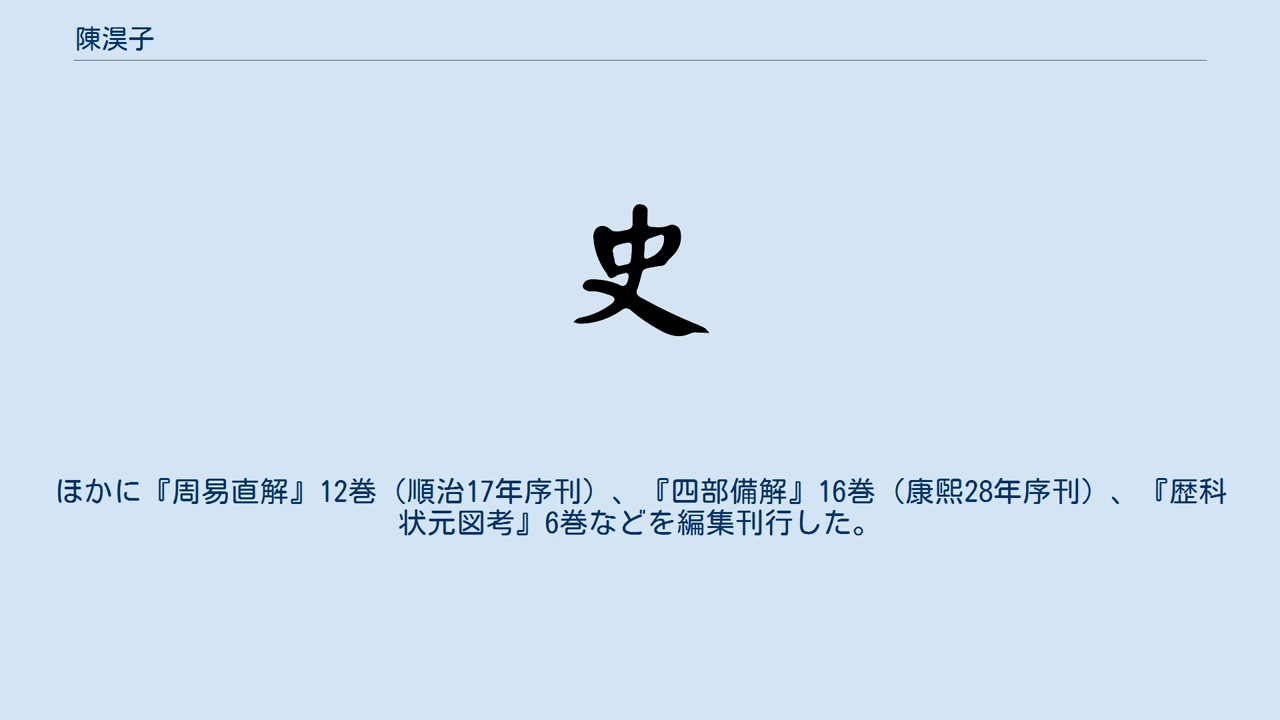 陳淏子
史
ほかに『周易直解』12巻（順治17年序刊）、『四部備解』16巻（康煕28年序刊）、『歴科
状元図考』6巻などを編集刊行した。